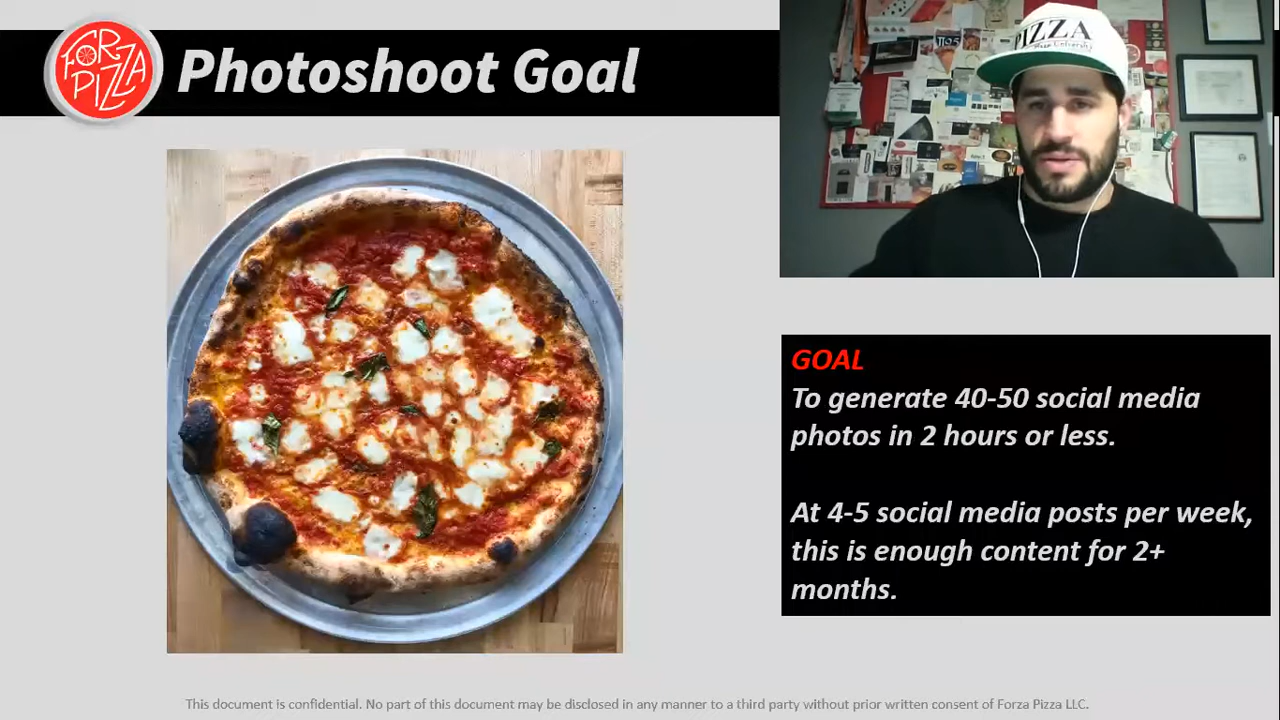 FORZA
PIZZA
Photoshoot Goal
PIZZA
GOAL
To generate 40-50 social media
photos in 2 hours or less.
At 4-5 social media posts per week,
this is enough content for 2+
months.
This document is confidential. No part of this document may be disclosed in any manner to a third party without prior written consent of Forza Pizza LLC.